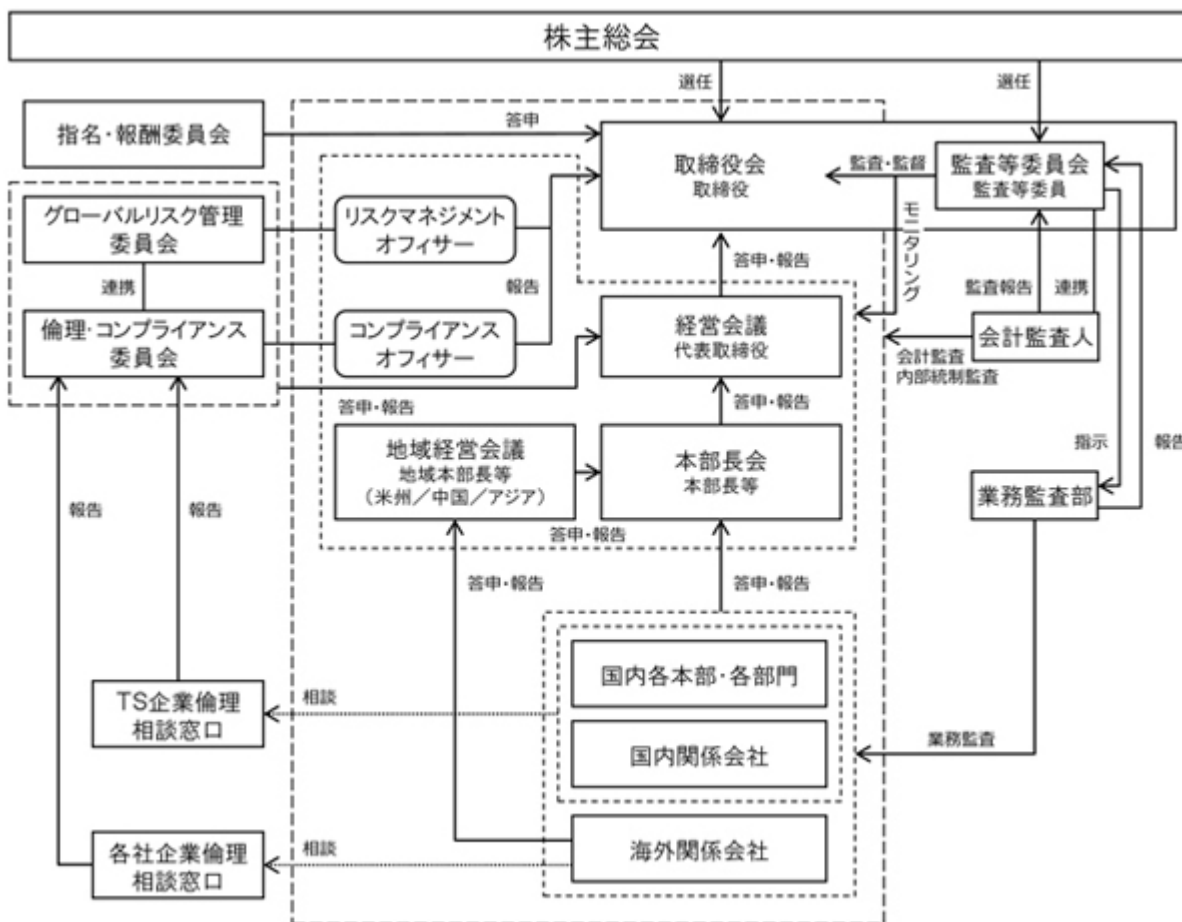 株主総会
選任
選任
指名・報酬委員会
答申
取締役会
取締役
監査・監督
監査等委員会
監査等委員
グローバルリスク管理
委員会
リスクマネジメント
オフィサー
モニタリング
答申・報告
連携
報告
監査報告
連携
倫理・コンプライアンス
委員会
コンプライアンス
オフィサー
経営会議
代表取締役
会計監査人
会計監査
内部統制監査
答申・報告
答申・報告
地域経営会議
地域本部長等
（米州／中国／アジア）
本部長会
本部長等
指示
報告
業務監査部
報告
報告
答申・報告
答申・報告
答申・報告
国内各本部・各部門
TS企業倫理
相談窓口
相談
国内関係会社
業務監査
各社企業倫理
相談窓口
相談
海外関係会社